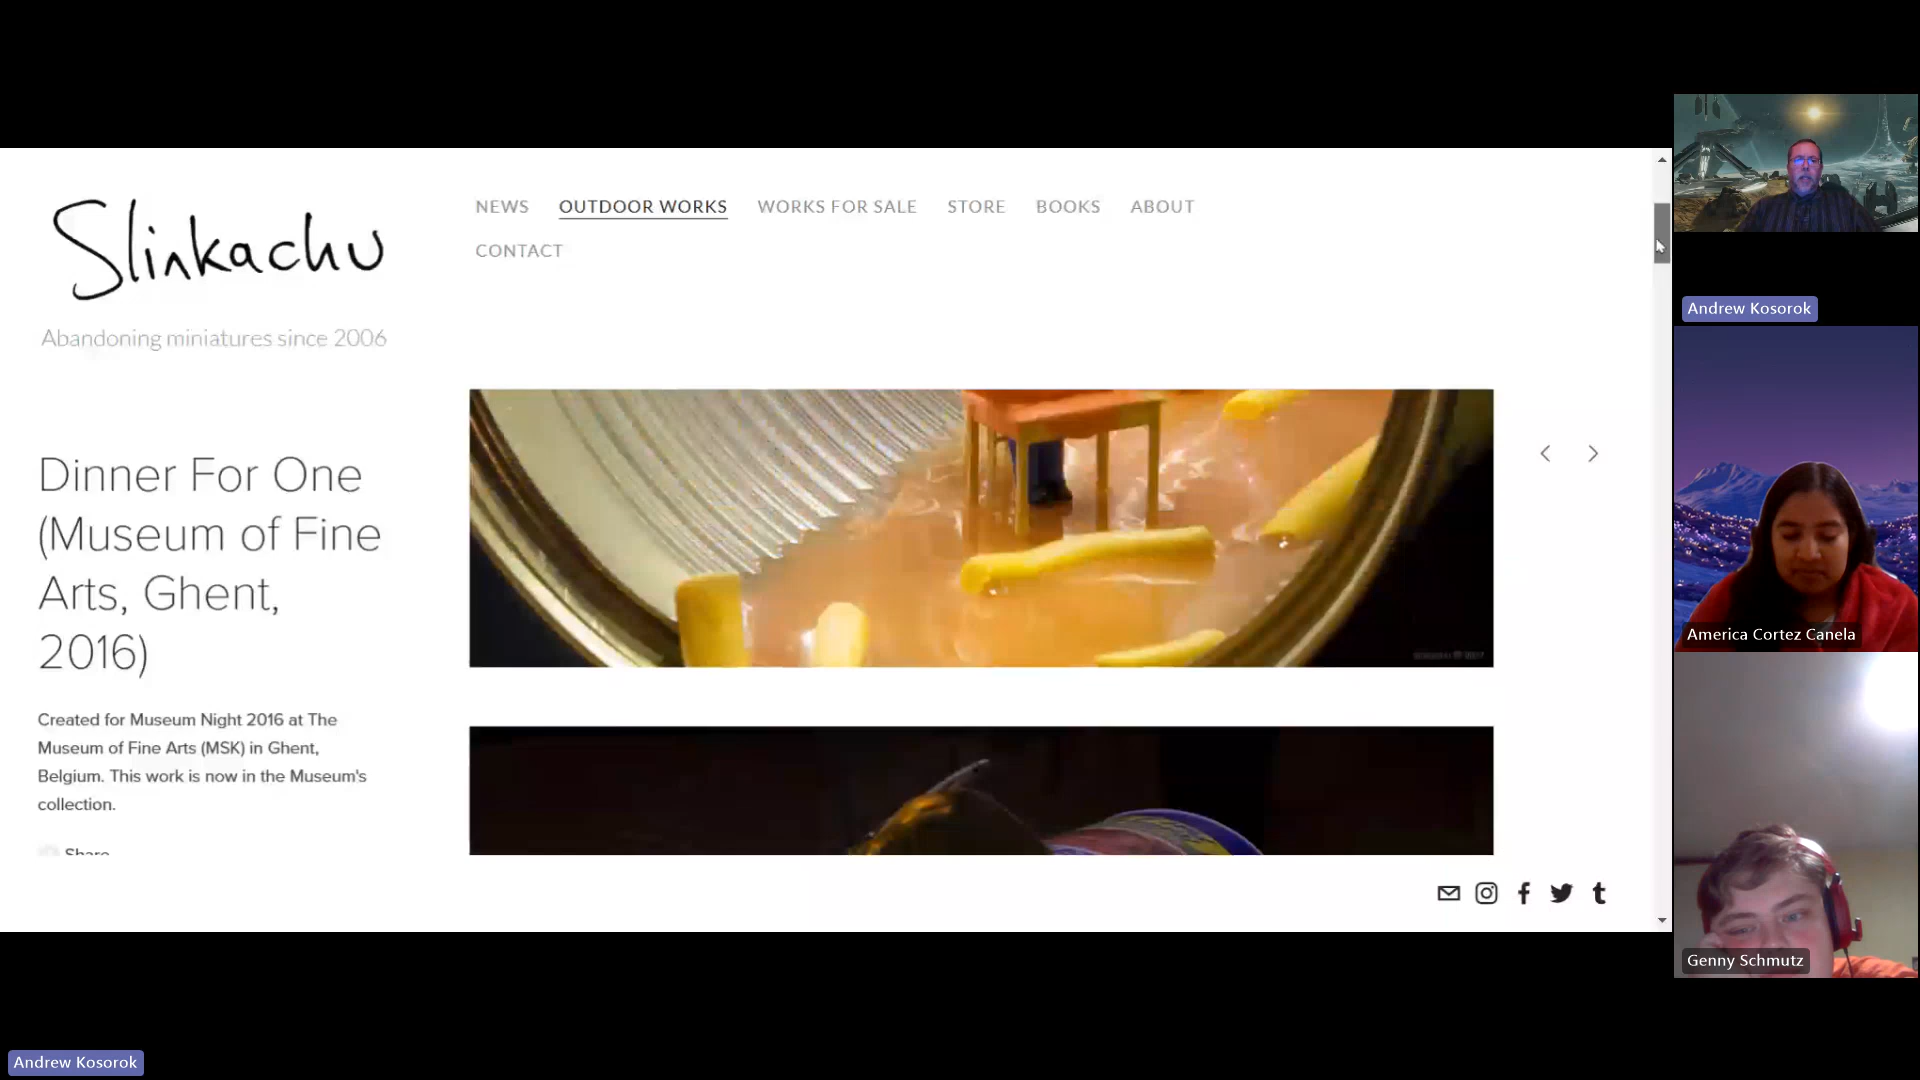 Slinkachu
Abandoning miniatures since 2006
NEWS OUTDOOR WORKS WORKS FOR SALE STORE BOOKS ABOUT
CONTACT
Dinner For One
(Museum of Fine
Arts, Ghent,
2016)
Created for Museum Night 2016 at The
Museum of Fine Arts (MSK) in Ghent,
Belgium. This work is now in the Museum's
collection.
Share
Andrew Kosorok
America Cortez Canela
Genny Schmutz
Andrew Kosorok